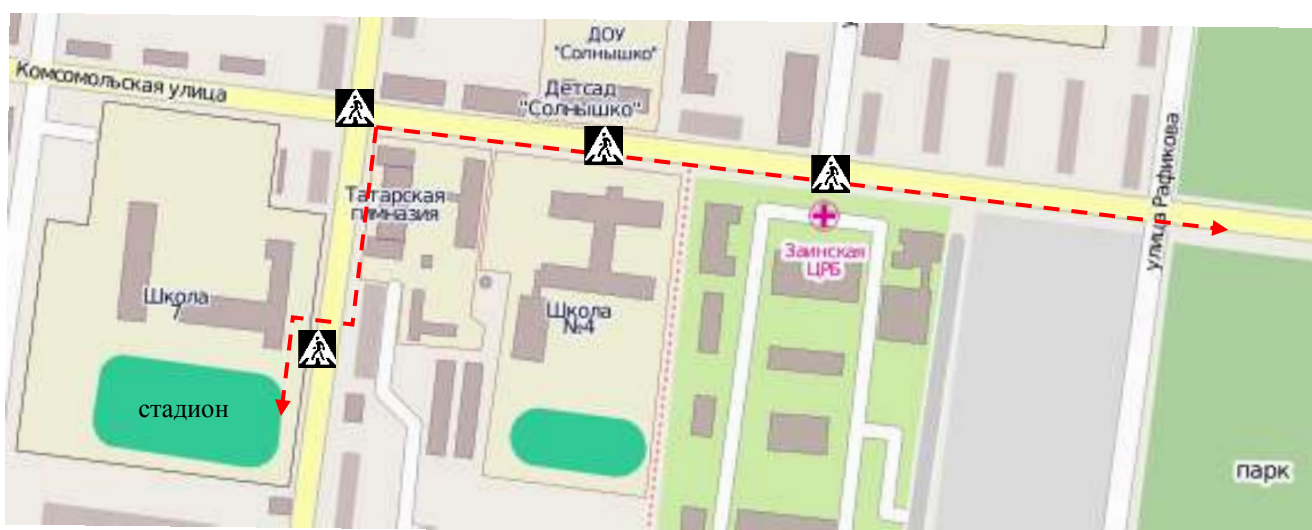 ДОУ
"Солнышко"
Комсомольская улица
Детсад
"Солнышко"
Татарская
гимназия
улица Рафикова
Заинская
ЦРБ
Школа
7
Школа
№4
стадион
парк